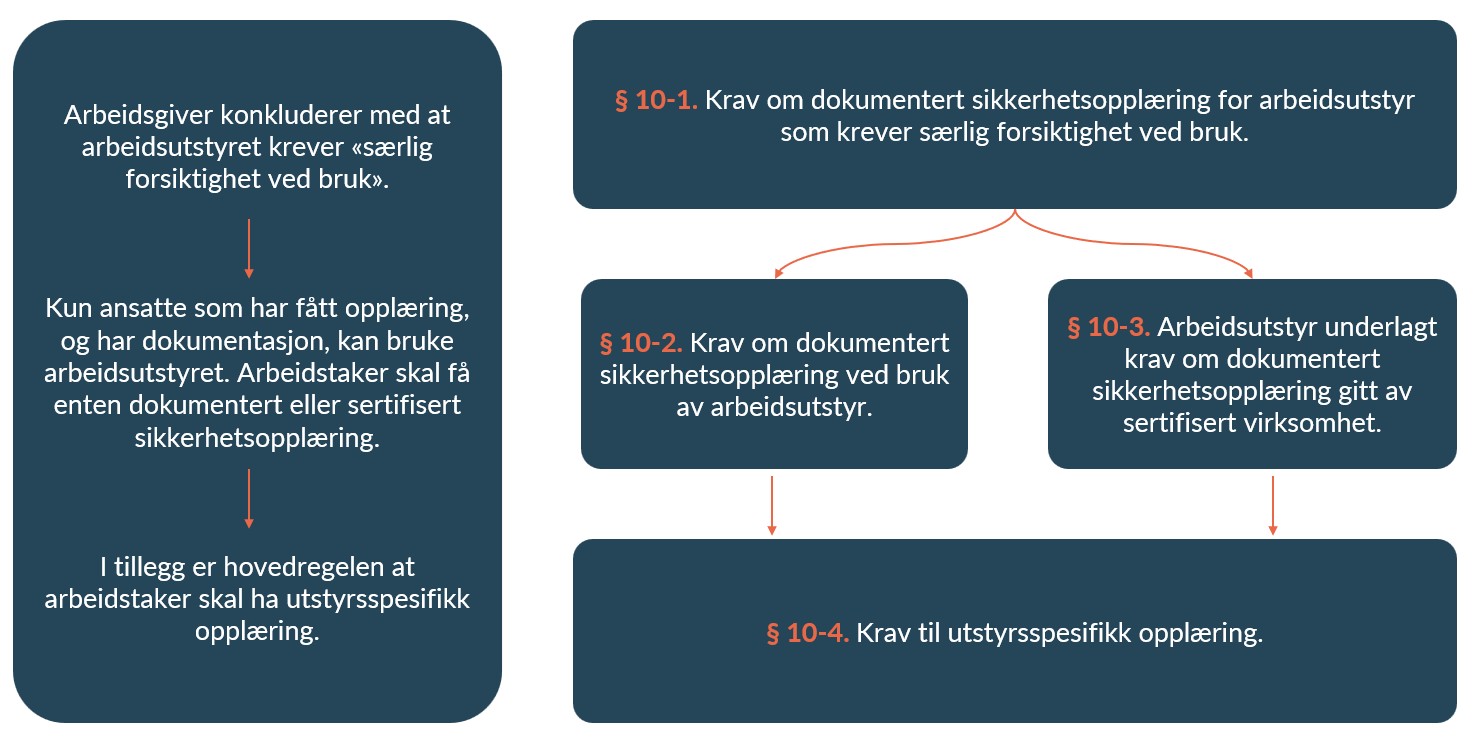 Arbeidsgiver konkluderer med at
arbeidsutstyret krever «særlig
forsiktighet ved bruk».
Kun ansatte som har fått opplæring,
og har dokumentasjon, kan bruke
arbeidsutstyret. Arbeidstaker skal få
enten dokumentert eller sertifisert
sikkerhetsopplæring.
I tillegg er hovedregelen at
arbeidstaker skal ha utstyrsspesifikk
opplæring.
§ 10-1. Krav om dokumentert sikkerhetsopplæring for arbeidsutstyr
som krever særlig forsiktighet ved bruk.
§ 10-2. Krav om dokumentert
sikkerhetsopplæring ved bruk
av arbeidsutstyr.
§ 10-3. Arbeidsutstyr underlagt
krav om dokumentert
sikkerhetsopplæring gitt av
sertifisert virksomhet.
§ 10-4. Krav til utstyrsspesifikk opplæring.